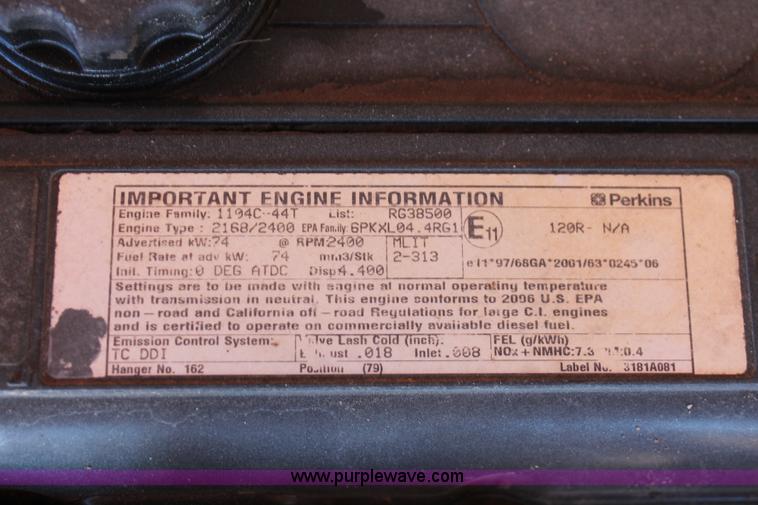 IMPORTANT ENGINE INFORMATION Perkins
Engine Family: 1104C-44T List: RG38500
Engine Type : 2168/2400 EPA Family: 6PKXL04.4RG1 E11 120R- N/A
Advertised kW:74 @ RPM:2400 MLIT
Fuel Rate at adv kW: 74 mm3/Stk 2-313 e11*97/68GA*2001/63*0245*06
Init. Timing:0 DEG ATDC Disp4.400
Settings are to be made with engine at normal operating temperature
with transmission in neutral. This engine conforms to 2006 U.S. EPA
non-road and California off-road Regulations for large C.I. engines
and is certified to operate on commercially available diesel fuel.
Emission Control System: Valve Lash Cold (inch): FEL (g/kWh)
TC DDI Exhaust .018 Inlet .008 NOx + NMHC:7.3 0.4
Hanger No. 162 Position (79) Label No. 3181A081
www.purplewave.com